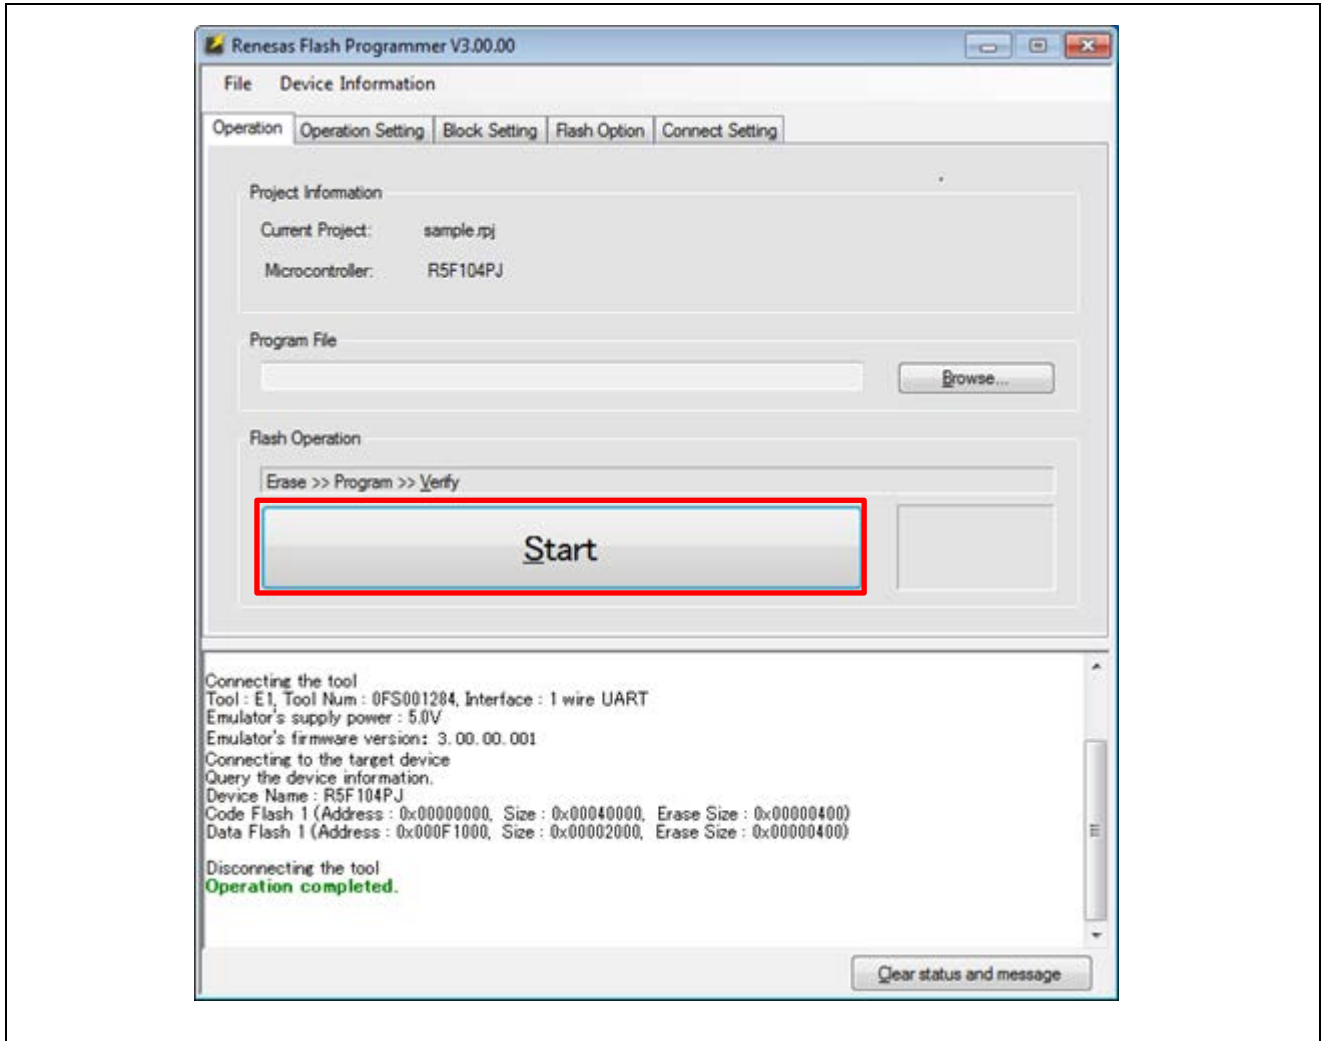 Renesas Flash Programmer V3.00.00
File Device Information
Operation Operation Setting Block Setting Flash Option Connect Setting
Project Information
Current Project: sample.rpj
Microcontroller: R5F104PJ
Program File
Browse...
Flash Operation
Erase >> Program >> Verify
Start
Connecting the tool
Tool : E1, Tool Num : 0FS001284, Interface : 1 wire UART
Emulator's supply power : 5.0V
Emulator's firmware version: 3.00.00.001
Connecting to the target device
Query the device information.
Device Name : R5F104PJ
Code Flash 1 (Address : 0x00000000, Size : 0x00040000, Erase Size : 0x00000400)
Data Flash 1 (Address : 0x000F1000, Size : 0x00002000, Erase Size : 0x00000400)
Disconnecting the tool
Operation completed.
Clear status and message